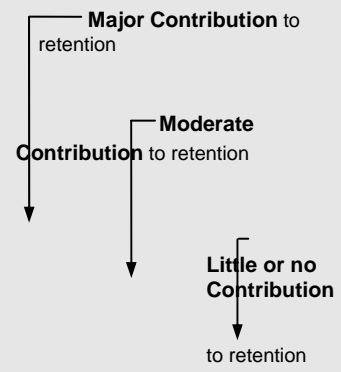 Major Contribution to
retention
Moderate
Contribution to retention
Little or no
Contribution
to retention